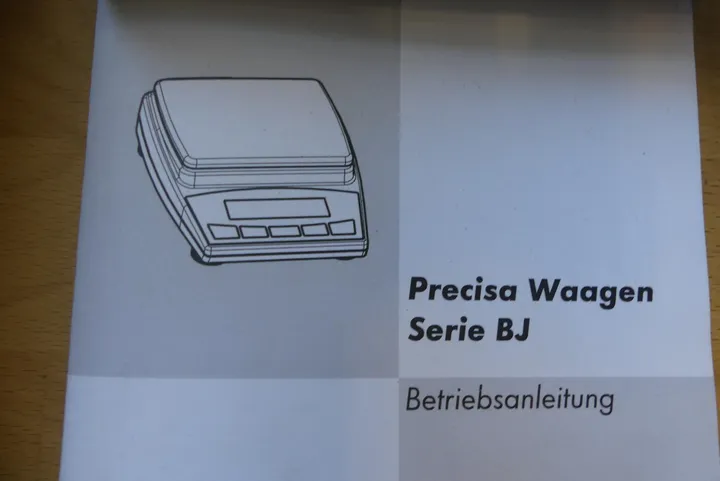 Precisa Waagen
Serie BJ
Betriebsanleitung